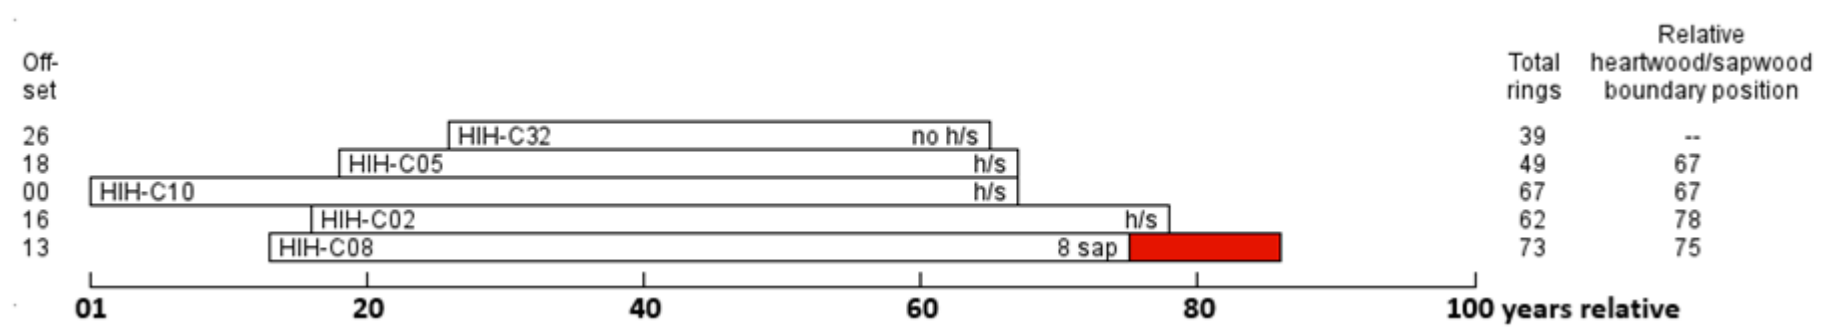 Relative
Off- Total heartwood/sapwood
set rings boundary position
26 HIH-C32 no h/s 39 --
18 HIH-C05 h/s 49 67
00 HIH-C10 h/s 67 67
16 HIH-C02 h/s 62 78
13 HIH-C08 8 sap 73 75
01 20 40 60 80 100 years relative